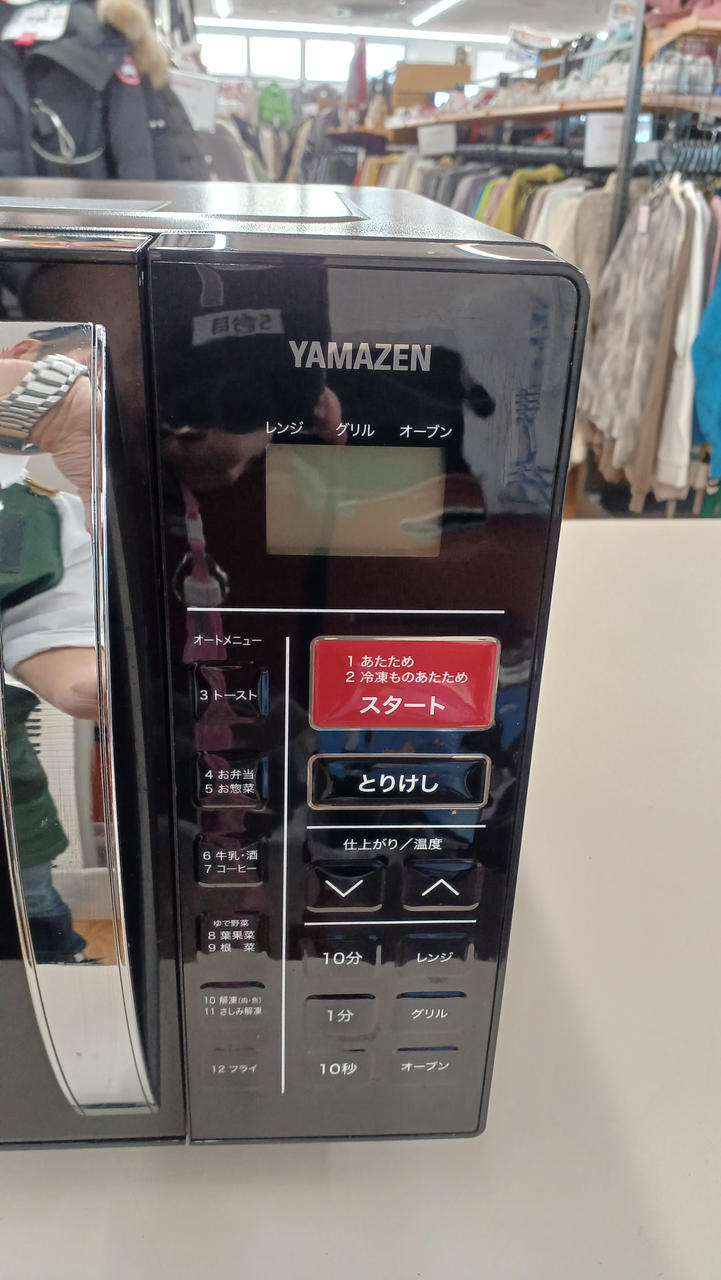 YAMAZEN
レンジ グリル オーブン
オートメニュー
3 トースト
4 お弁当
5 お惣菜
6 牛乳・酒
7 コーヒー
ゆで野菜
8 葉果菜
9 根 菜
10 解凍(肉・魚)
11 さしみ解凍
12 フライ
1 あたため
2 冷凍ものあたため
スタート
とりけし
仕上がり/温度
10分 レンジ
1分 グリル
10秒 オーブン